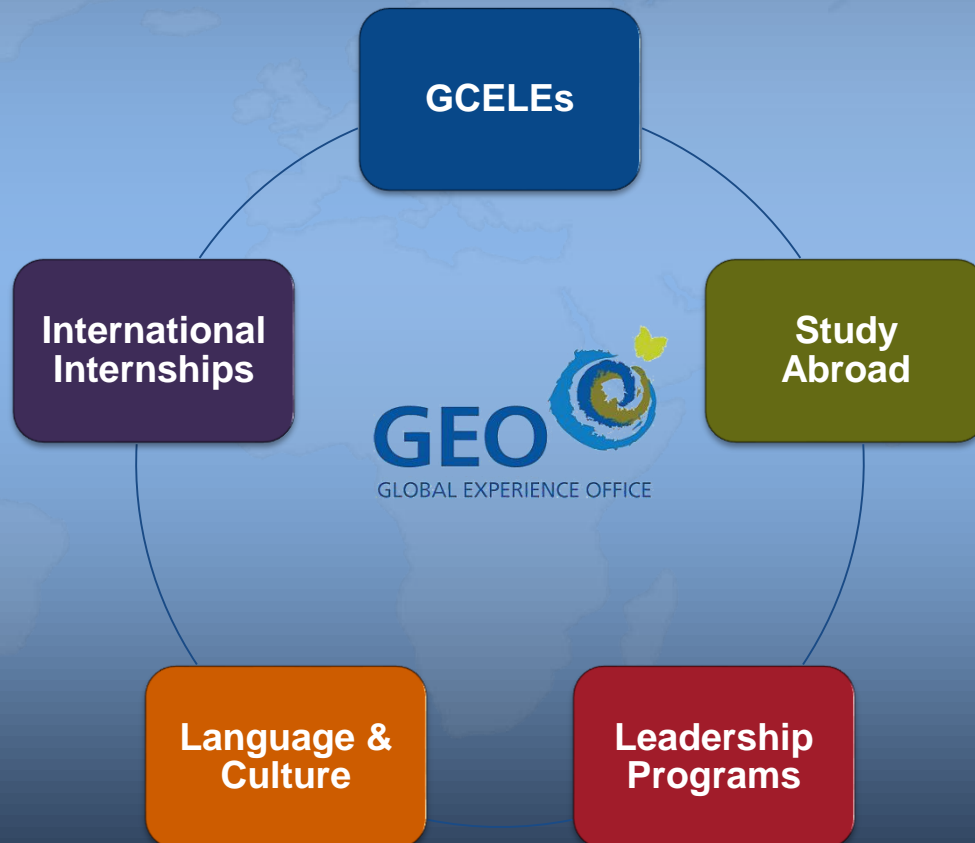 GCELEs
International
Internships
Study
Abroad
GEO
GLOBAL EXPERIENCE OFFICE
Language &
Culture
Leadership
Programs